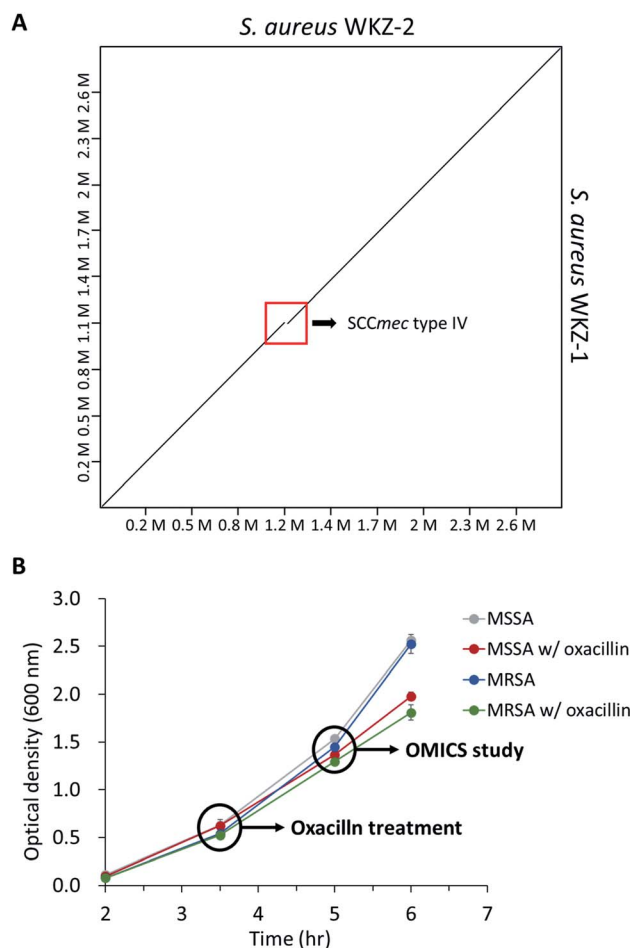 A
S. aureus WKZ-2
2.6 M
2.3 M
2 M
1.7 M
1.4 M
1.1 M
0.8 M
0.5 M
0.2 M
S. aureus WKZ-1
SCCmec type IV
0.2 M 0.5 M 0.8 M 1.2 M 1.4 M 1.7 M 2 M 2.3 M 2.6 M
B
Optical density (600 nm)
3.0
2.5
2.0
1.5
1.0
0.5
0.0
MSSA
MSSA w/ oxacillin
MRSA
MRSA w/ oxacillin
OMICS study
Oxacilln treatment
2 3 4 5 6 7
Time (hr)